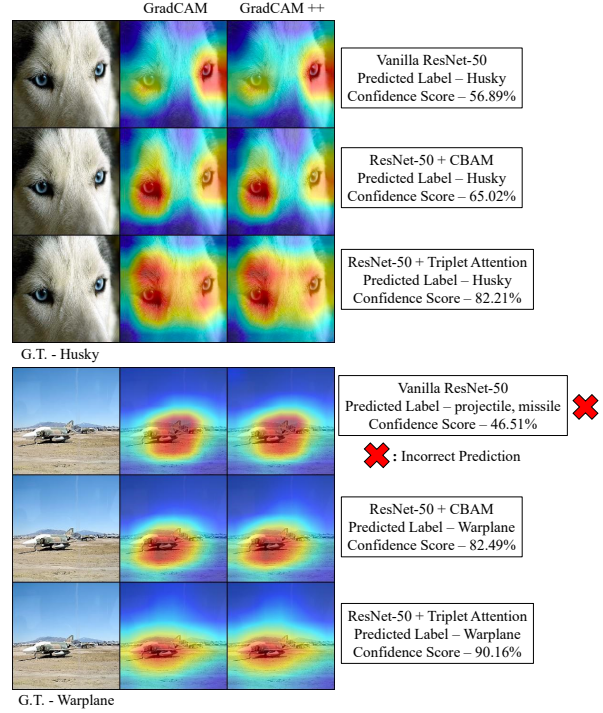 GradCAM GradCAM ++
Vanilla ResNet-50
Predicted Label – Husky
Confidence Score – 56.89%
ResNet-50 + CBAM
Predicted Label – Husky
Confidence Score – 65.02%
ResNet-50 + Triplet Attention
Predicted Label – Husky
Confidence Score – 82.21%
G.T. - Husky
Vanilla ResNet-50
Predicted Label – projectile, missile
Confidence Score – 46.51%
: Incorrect Prediction
ResNet-50 + CBAM
Predicted Label – Warplane
Confidence Score – 82.49%
ResNet-50 + Triplet Attention
Predicted Label – Warplane
Confidence Score – 90.16%
G.T. - Warplane